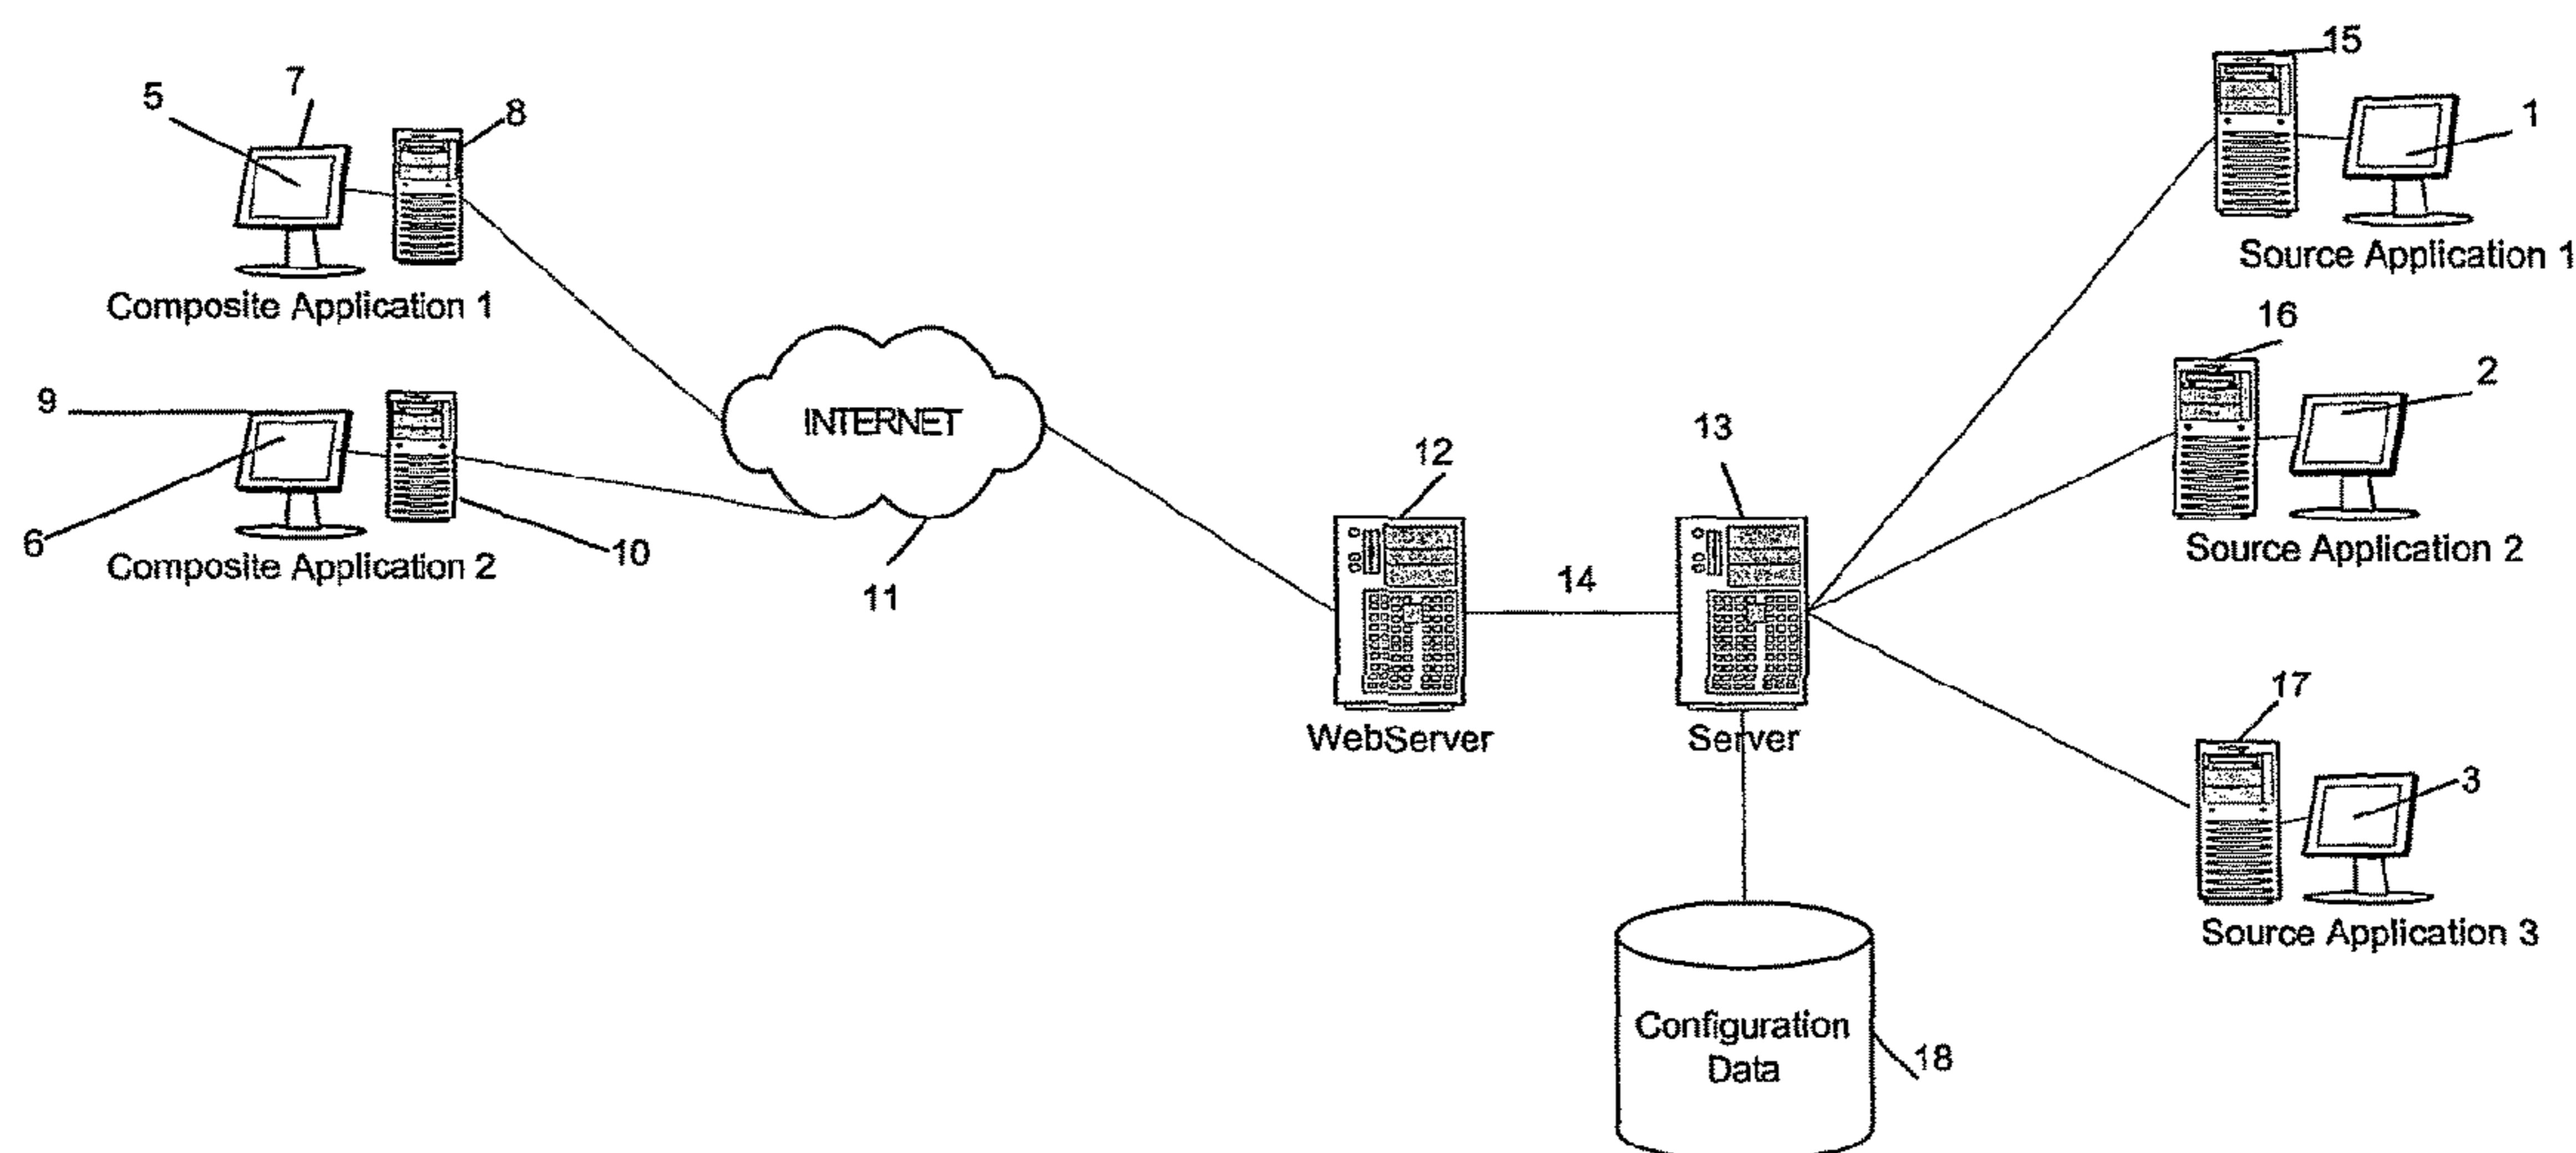 15
7
5
8
1
Source Application 1
Composite Application 1
16
2
9
INTERNET
13
12
6
10
Source Application 2
Composite Application 2
14
11
17
WebServer
Server
3
Source Application 3
Configuration
Data
18